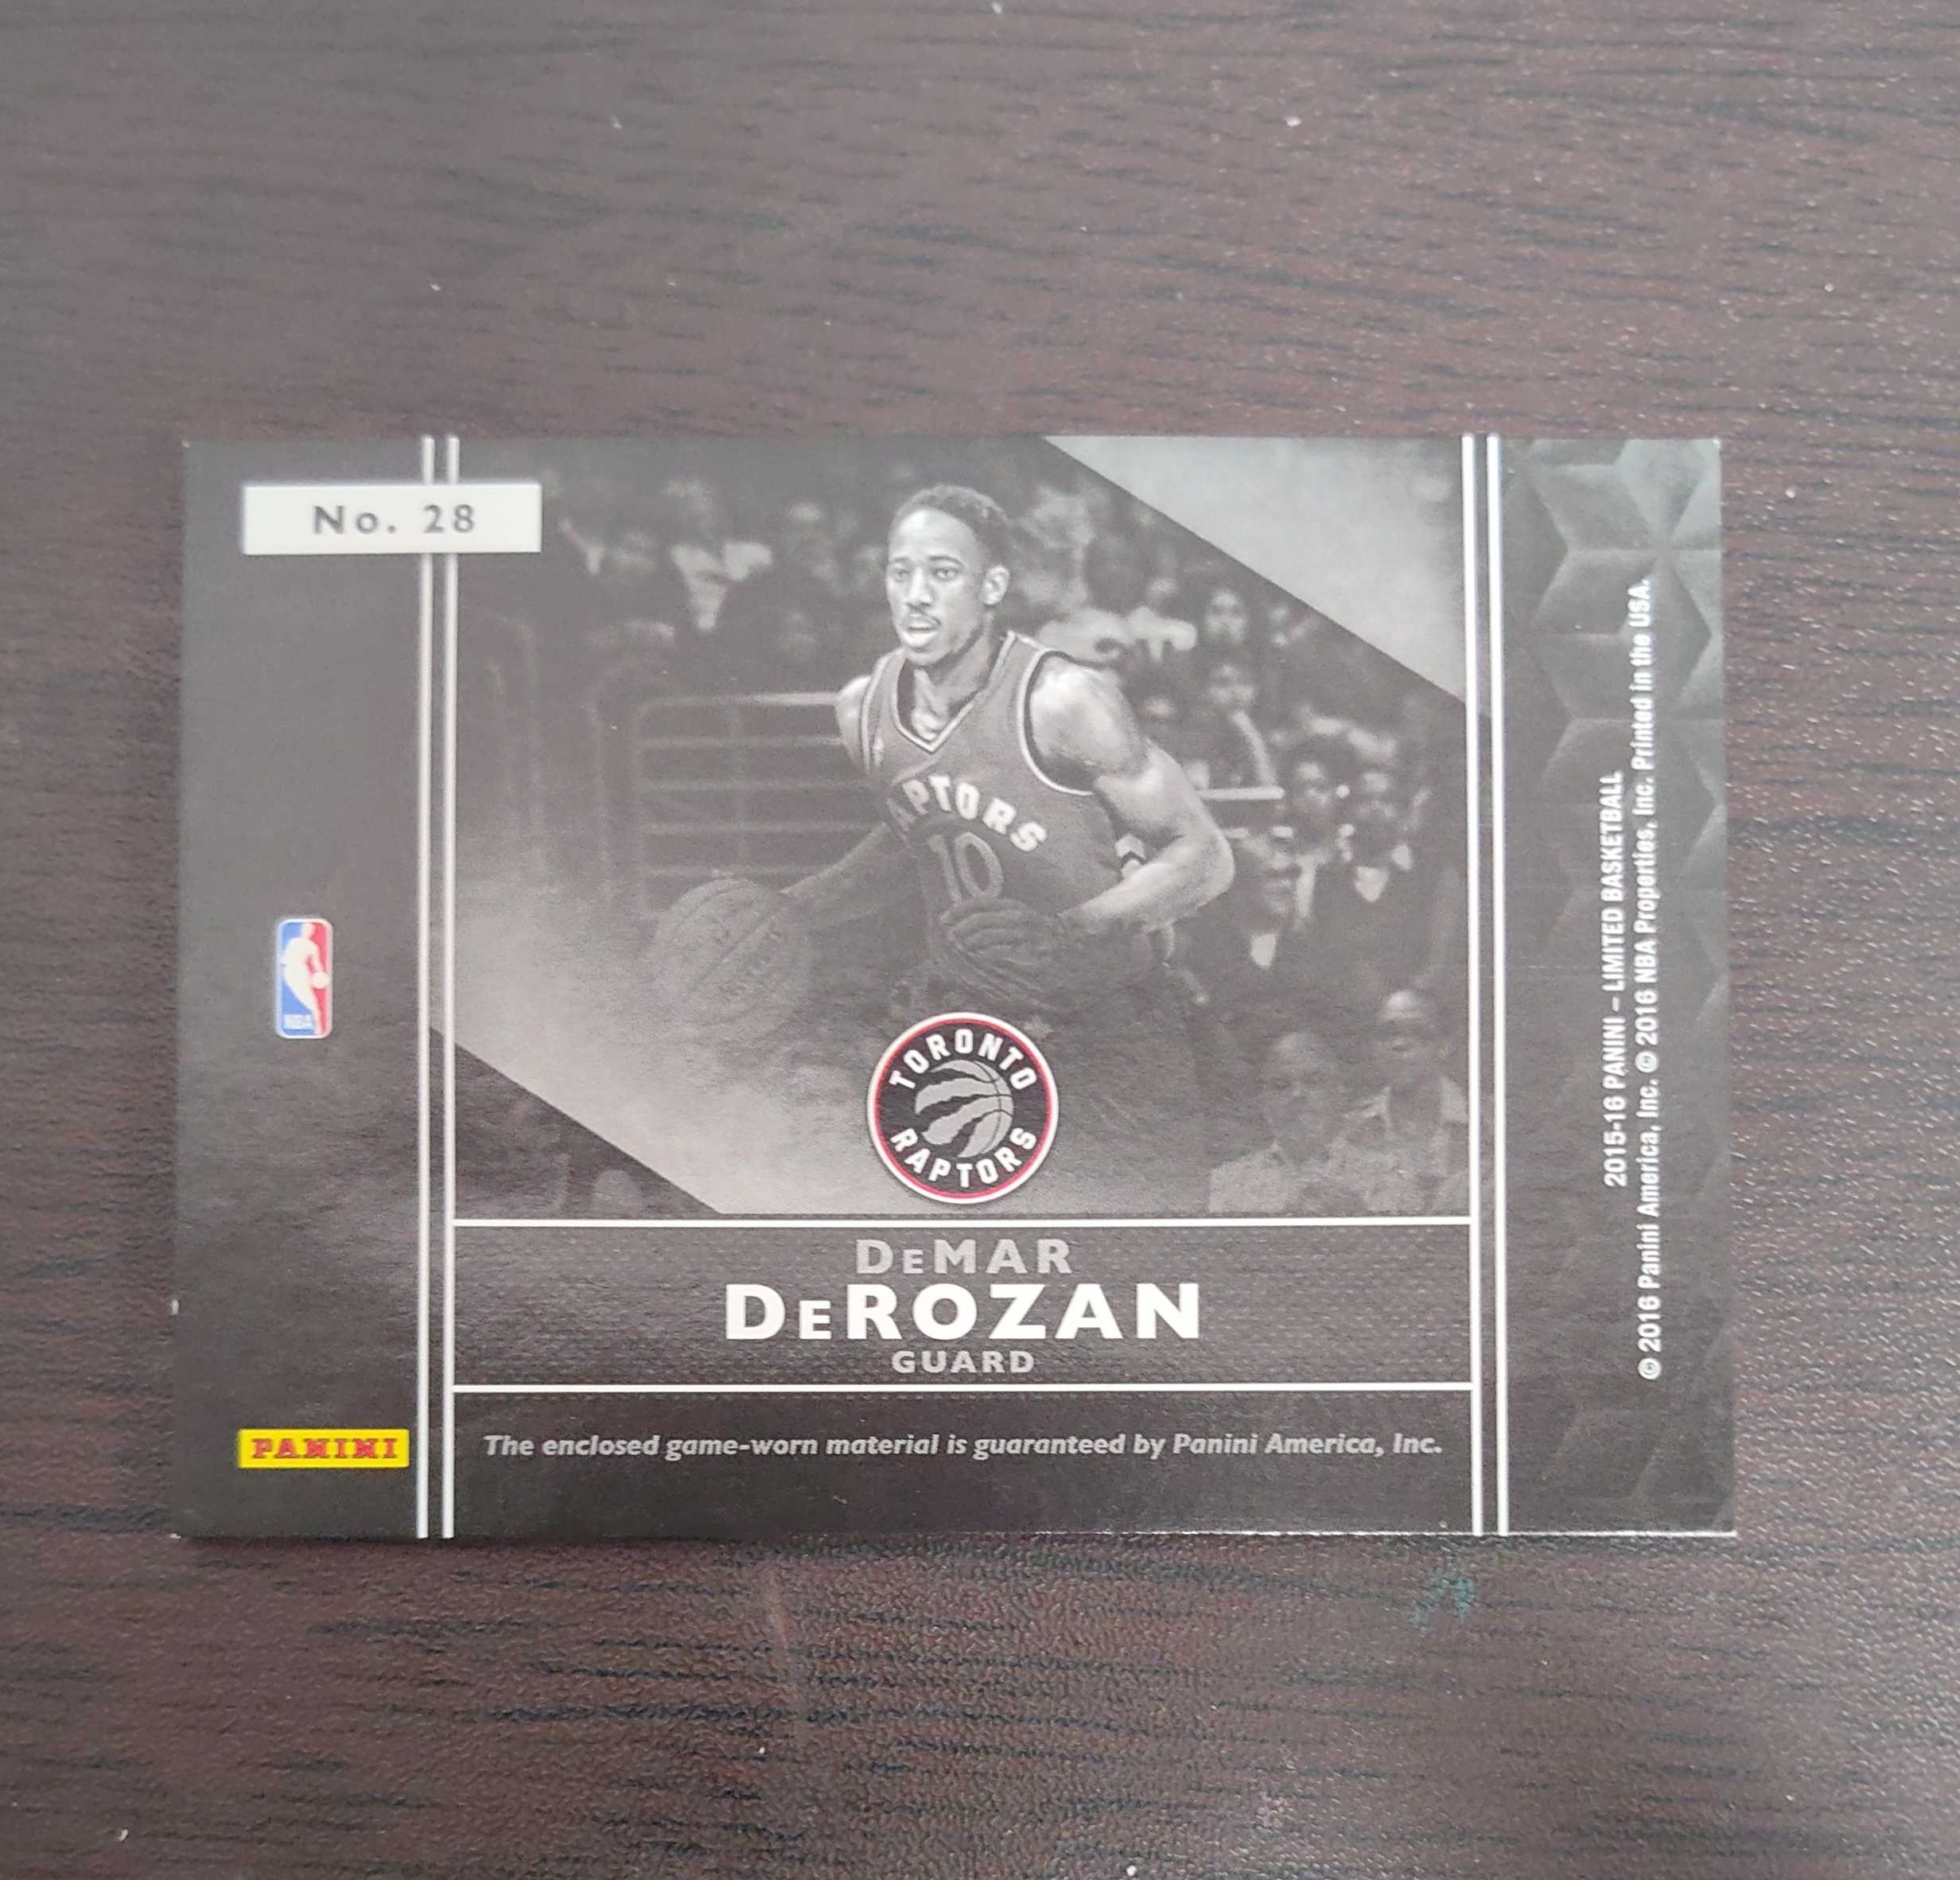 No. 28
RAPTORS
10
NBA
TORONTO
RAPTORS
DeMAR
DeROZAN
GUARD
PANINI
The enclosed game-worn material is guaranteed by Panini America, Inc.
2015-16 PANINI – LIMITED BASKETBALL
© 2016 Panini America, Inc. © 2016 NBA Properties, Inc. Printed in the USA.